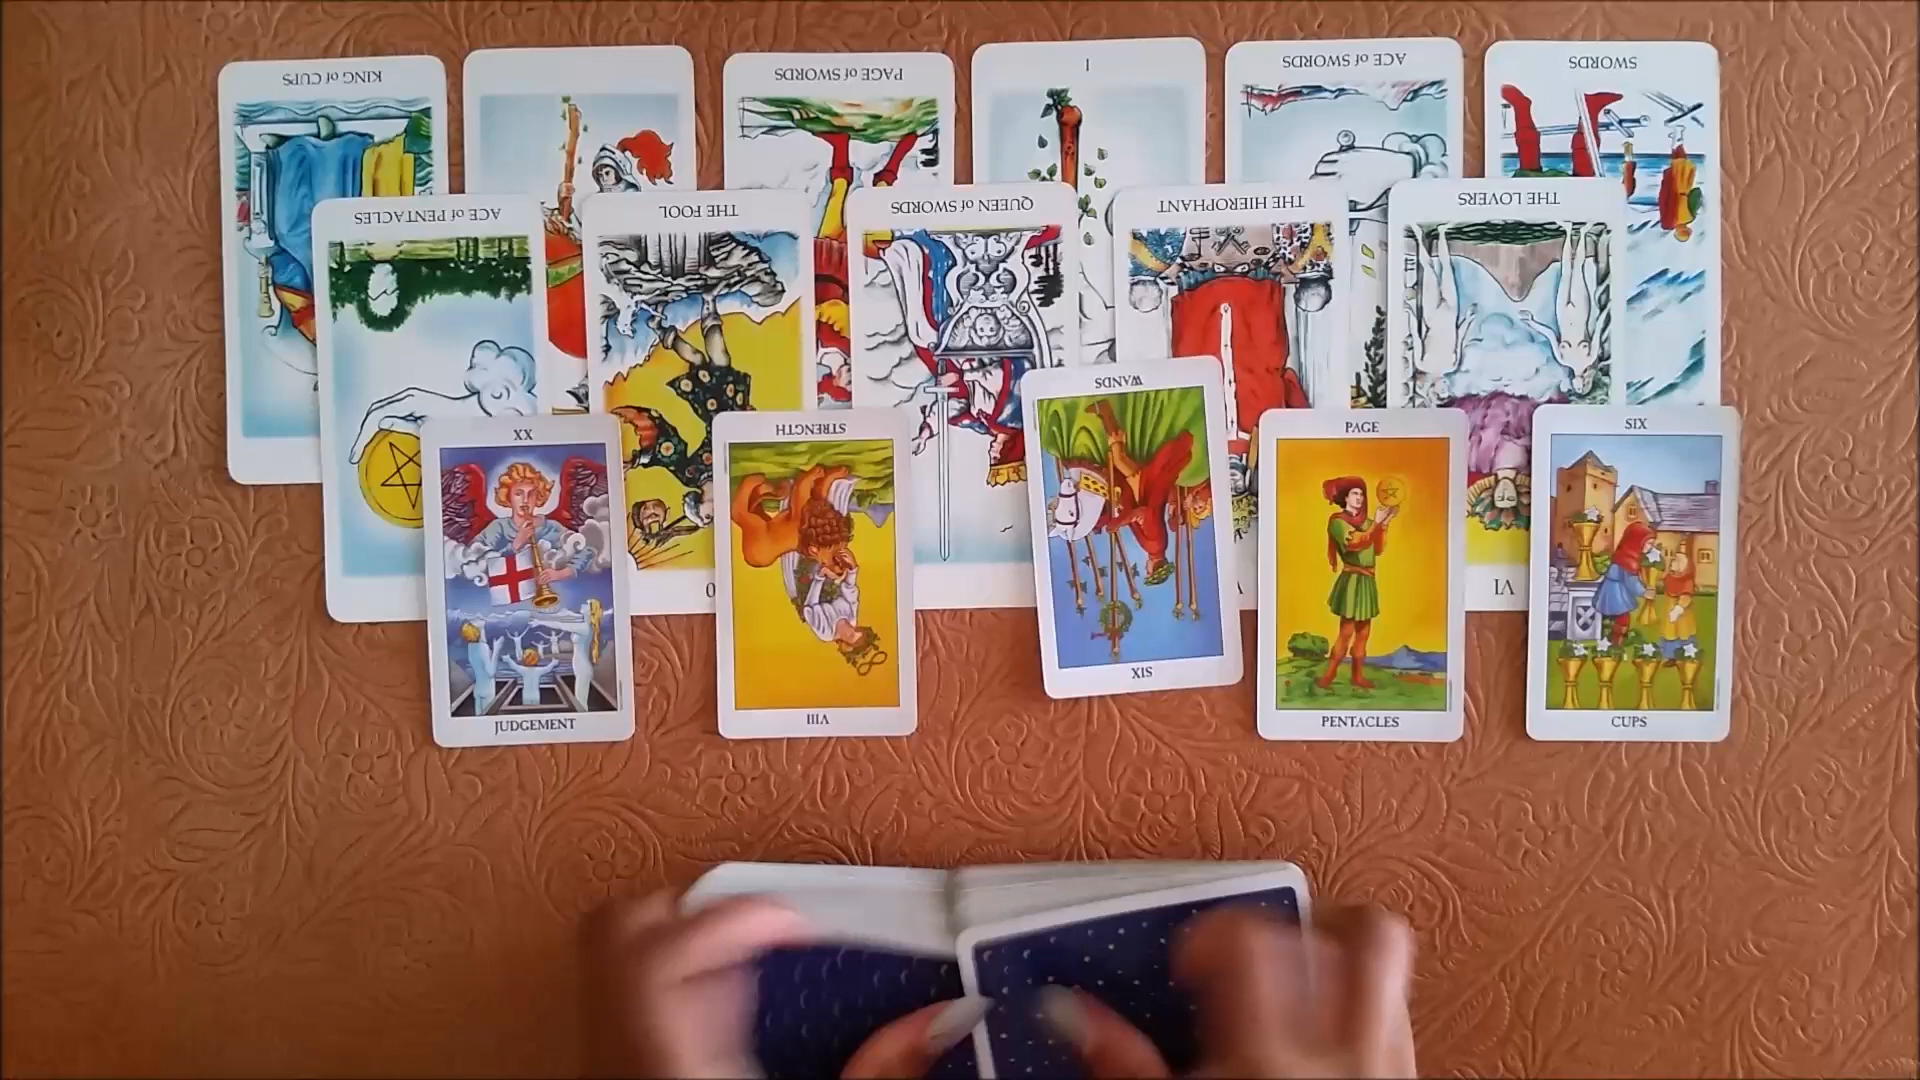 KING of CUPS
PAGE of SWORDS
I
ACE of SWORDS
SWORDS
ACE of PENTACLES
THE FOOL
QUEEN of SWORDS
THE HIEROPHANT
THE LOVERS
0
V
VI
XX
JUDGEMENT
STRENGTH
VIII
WANDS
SIX
PAGE
PENTACLES
SIX
CUPS